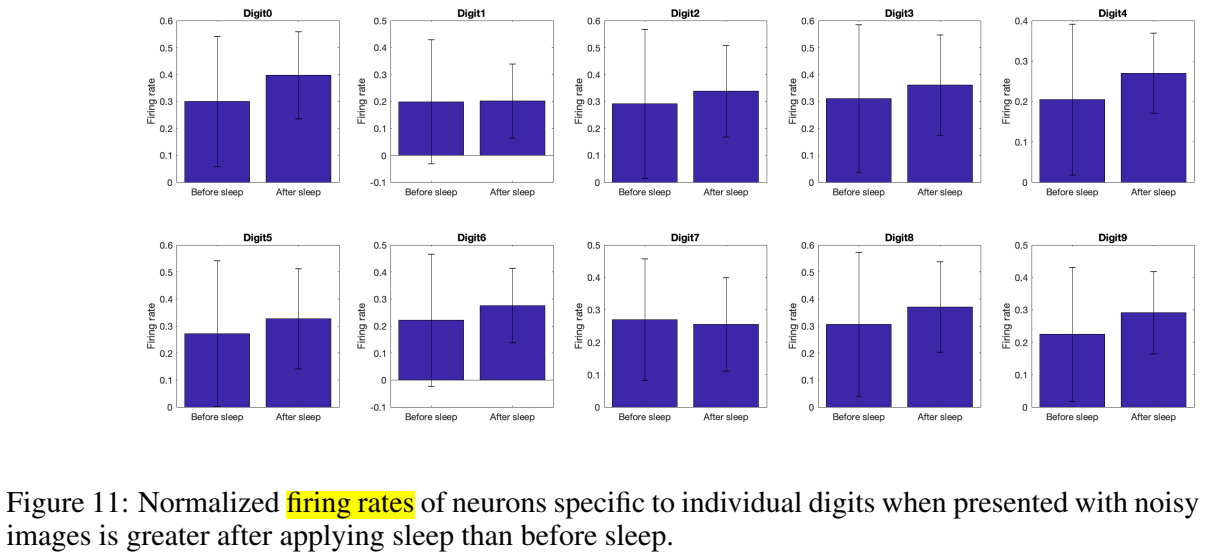 Digit0 Digit1 Digit2 Digit3 Digit4
0.6 0.5 0.4 0.3 0.2 0.1 0
Firing rate
Before sleep After sleep
0.5 0.4 0.3 0.2 0.1 0 -0.1
Firing rate
Before sleep After sleep
0.6 0.5 0.4 0.3 0.2 0.1 0
Firing rate
Before sleep After sleep
0.6 0.5 0.4 0.3 0.2 0.1 0
Firing rate
Before sleep After sleep
0.4 0.3 0.2 0.1 0
Firing rate
Before sleep After sleep
Digit5 Digit6 Digit7 Digit8 Digit9
0.6 0.5 0.4 0.3 0.2 0.1 0
Firing rate
Before sleep After sleep
0.5 0.4 0.3 0.2 0.1 0 -0.1
Firing rate
Before sleep After sleep
0.5 0.4 0.3 0.2 0.1 0
Firing rate
Before sleep After sleep
0.6 0.5 0.4 0.3 0.2 0.1 0
Firing rate
Before sleep After sleep
0.5 0.4 0.3 0.2 0.1 0
Firing rate
Before sleep After sleep
Figure 11: Normalized firing rates of neurons specific to individual digits when presented with noisy
images is greater after applying sleep than before sleep.